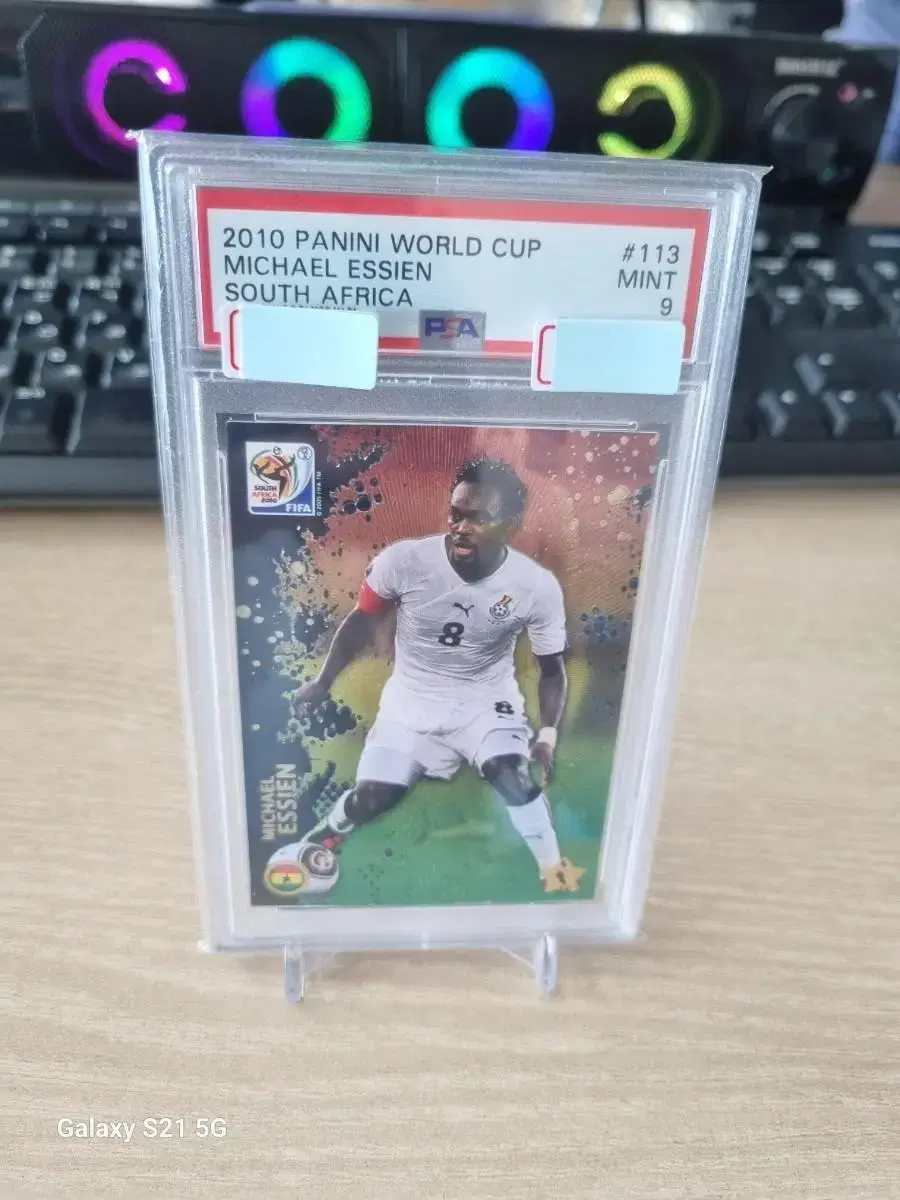 2010 PANINI WORLD CUP
#113
MICHAEL ESSIEN
MINT
SOUTH AFRICA
9
PSA
SOUTH
AFRICA
2010
FIFA
8
8
MICHAEL
ESSIEN
Galaxy S21 5G